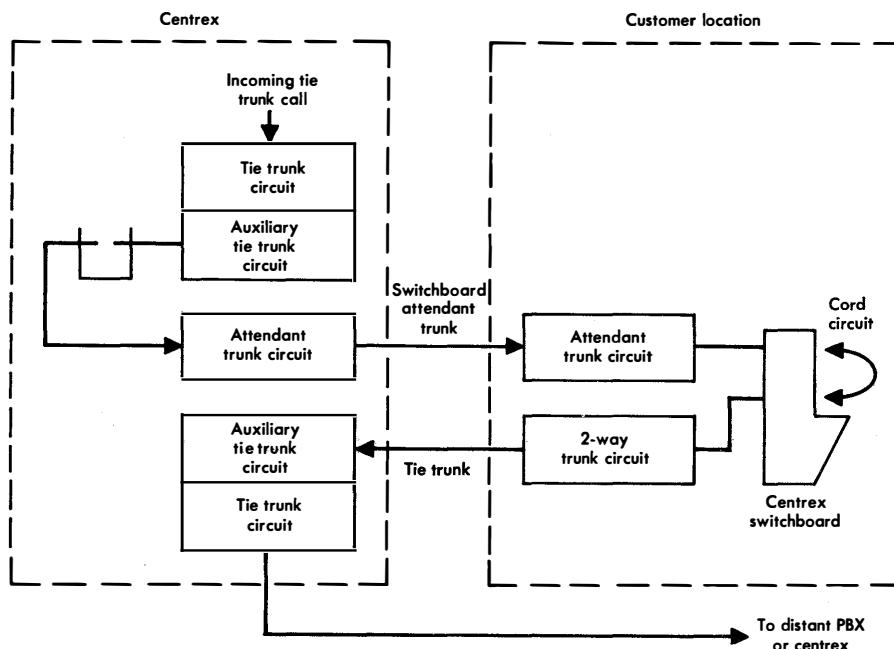 Centrex
Customer location
Incoming tie
trunk call
Tie trunk
circuit
Auxiliary
tie trunk
circuit
Switchboard
attendant
trunk
Attendant
trunk circuit
Attendant
trunk circuit
Cord
circuit
Auxiliary
tie trunk
circuit
Tie trunk
2-way
trunk circuit
Tie trunk
circuit
Centrex
switchboard
To distant PBX
or centrex